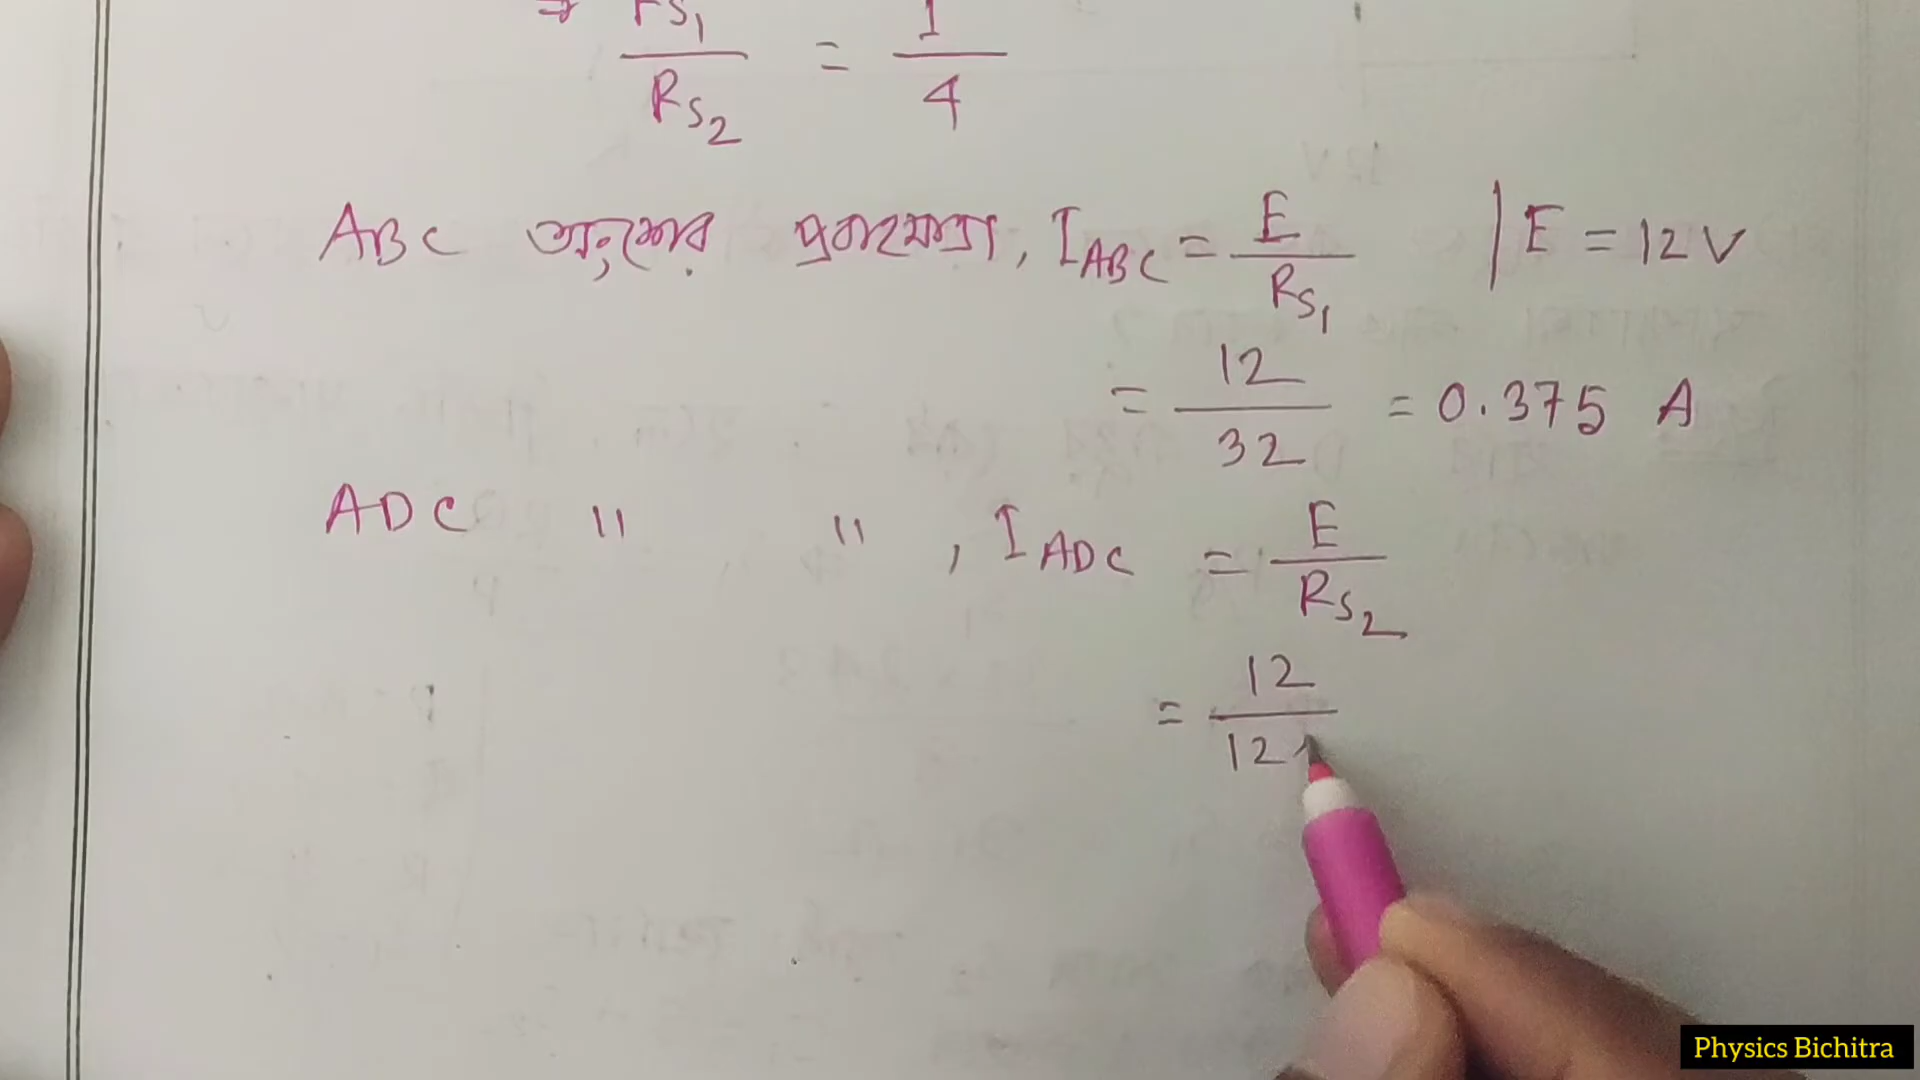 ⇒ rs₁ / Rs₂ = 1 / 4
ABC অংশের প্রবাহমাত্রা, I_ABC = E / Rs₁ | E = 12V
= 12 / 32 = 0.375 A
ADC " " , I_ADC = E / Rs₂
= 12 / 12
Physics Bichitra